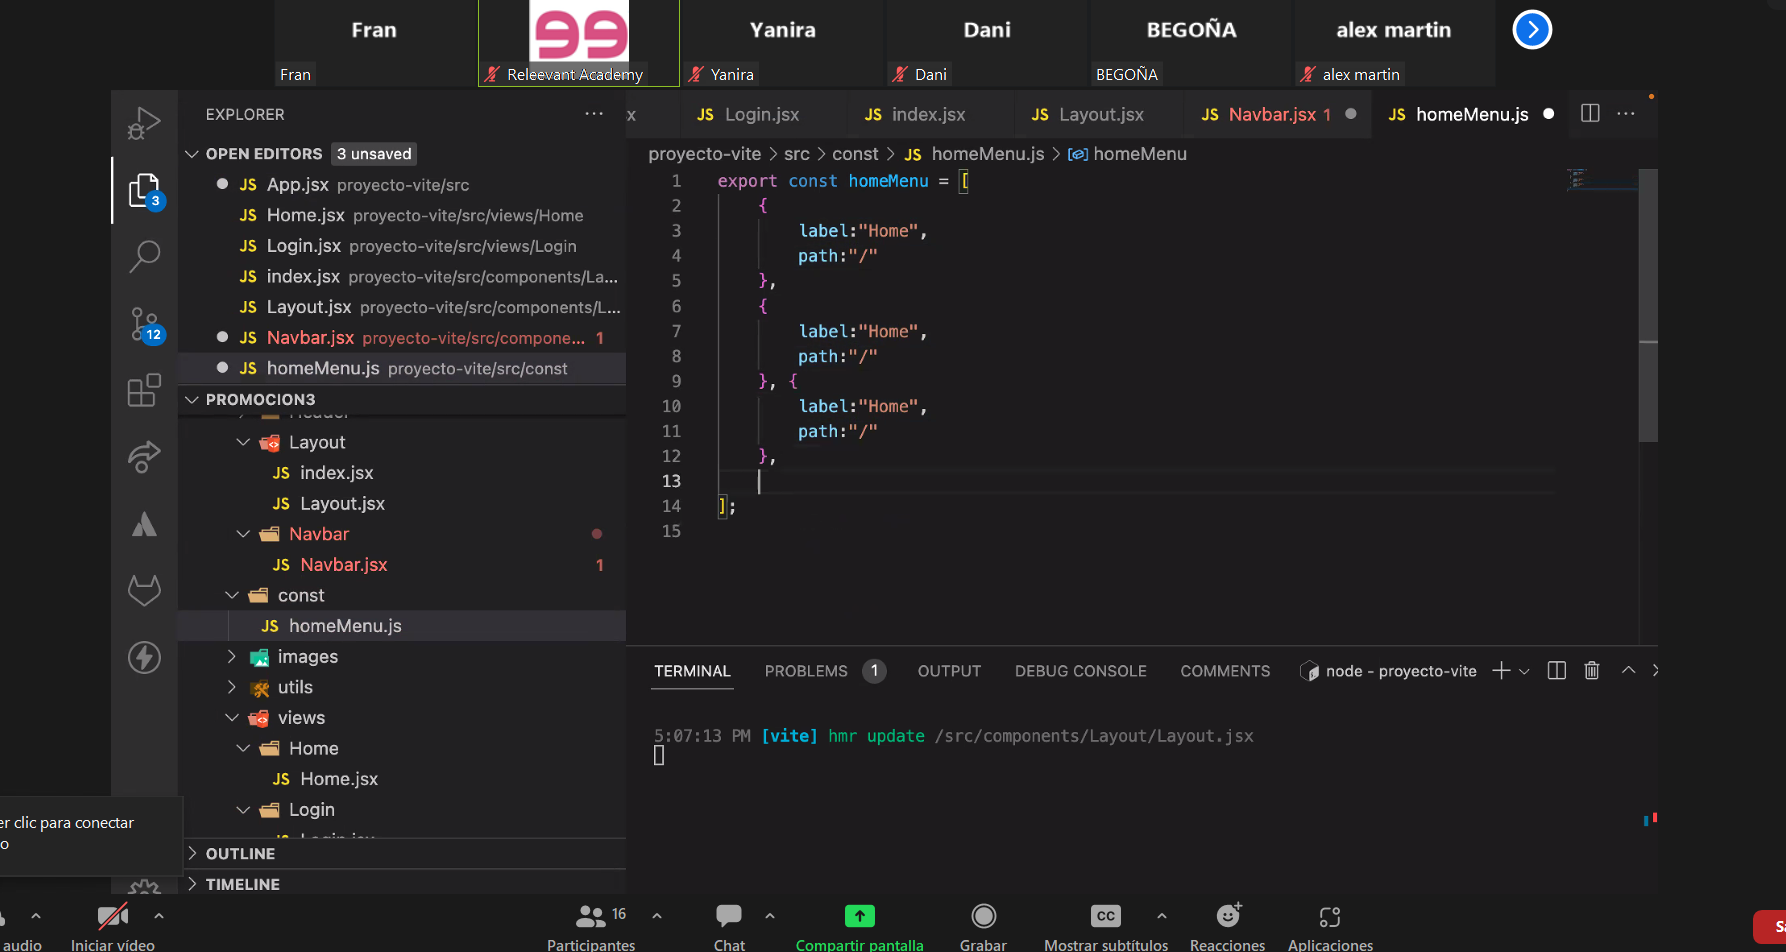 Fran
Yanira
Dani
BEGOÑA
alex martin
Fran
Releevant Academy
Yanira
Dani
BEGOÑA
alex martin
EXPLORER
x
JS Login.jsx
JS index.jsx
JS Layout.jsx
JS Navbar.jsx 1
JS homeMenu.js
OPEN EDITORS 3 unsaved
proyecto-vite > src > const > JS homeMenu.js > homeMenu
JS App.jsx proyecto-vite/src
JS Home.jsx proyecto-vite/src/views/Home
JS Login.jsx proyecto-vite/src/views/Login
JS index.jsx proyecto-vite/src/components/La...
JS Layout.jsx proyecto-vite/src/components/L...
JS Navbar.jsx proyecto-vite/src/compone... 1
JS homeMenu.js proyecto-vite/src/const
3
12
PROMOCION3
Header
Layout
JS index.jsx
JS Layout.jsx
Navbar
JS Navbar.jsx 1
const
JS homeMenu.js
images
utils
views
Home
JS Home.jsx
Login
OUTLINE
TIMELINE
1 export const homeMenu = [
2 {
3 label:"Home",
4 path:"/"
5 },
6 {
7 label:"Home",
8 path:"/"
9 }, {
10 label:"Home",
11 path:"/"
12 },
13
14 ];
15
TERMINAL PROBLEMS 1 OUTPUT DEBUG CONSOLE COMMENTS node - proyecto-vite
5:07:13 PM [vite] hmr update /src/components/Layout/Layout.jsx
er clic para conectar
o
audio
Iniciar vídeo
16
Participantes
Chat
Compartir pantalla
Grabar
CC
Mostrar subtítulos
Reacciones
Aplicaciones